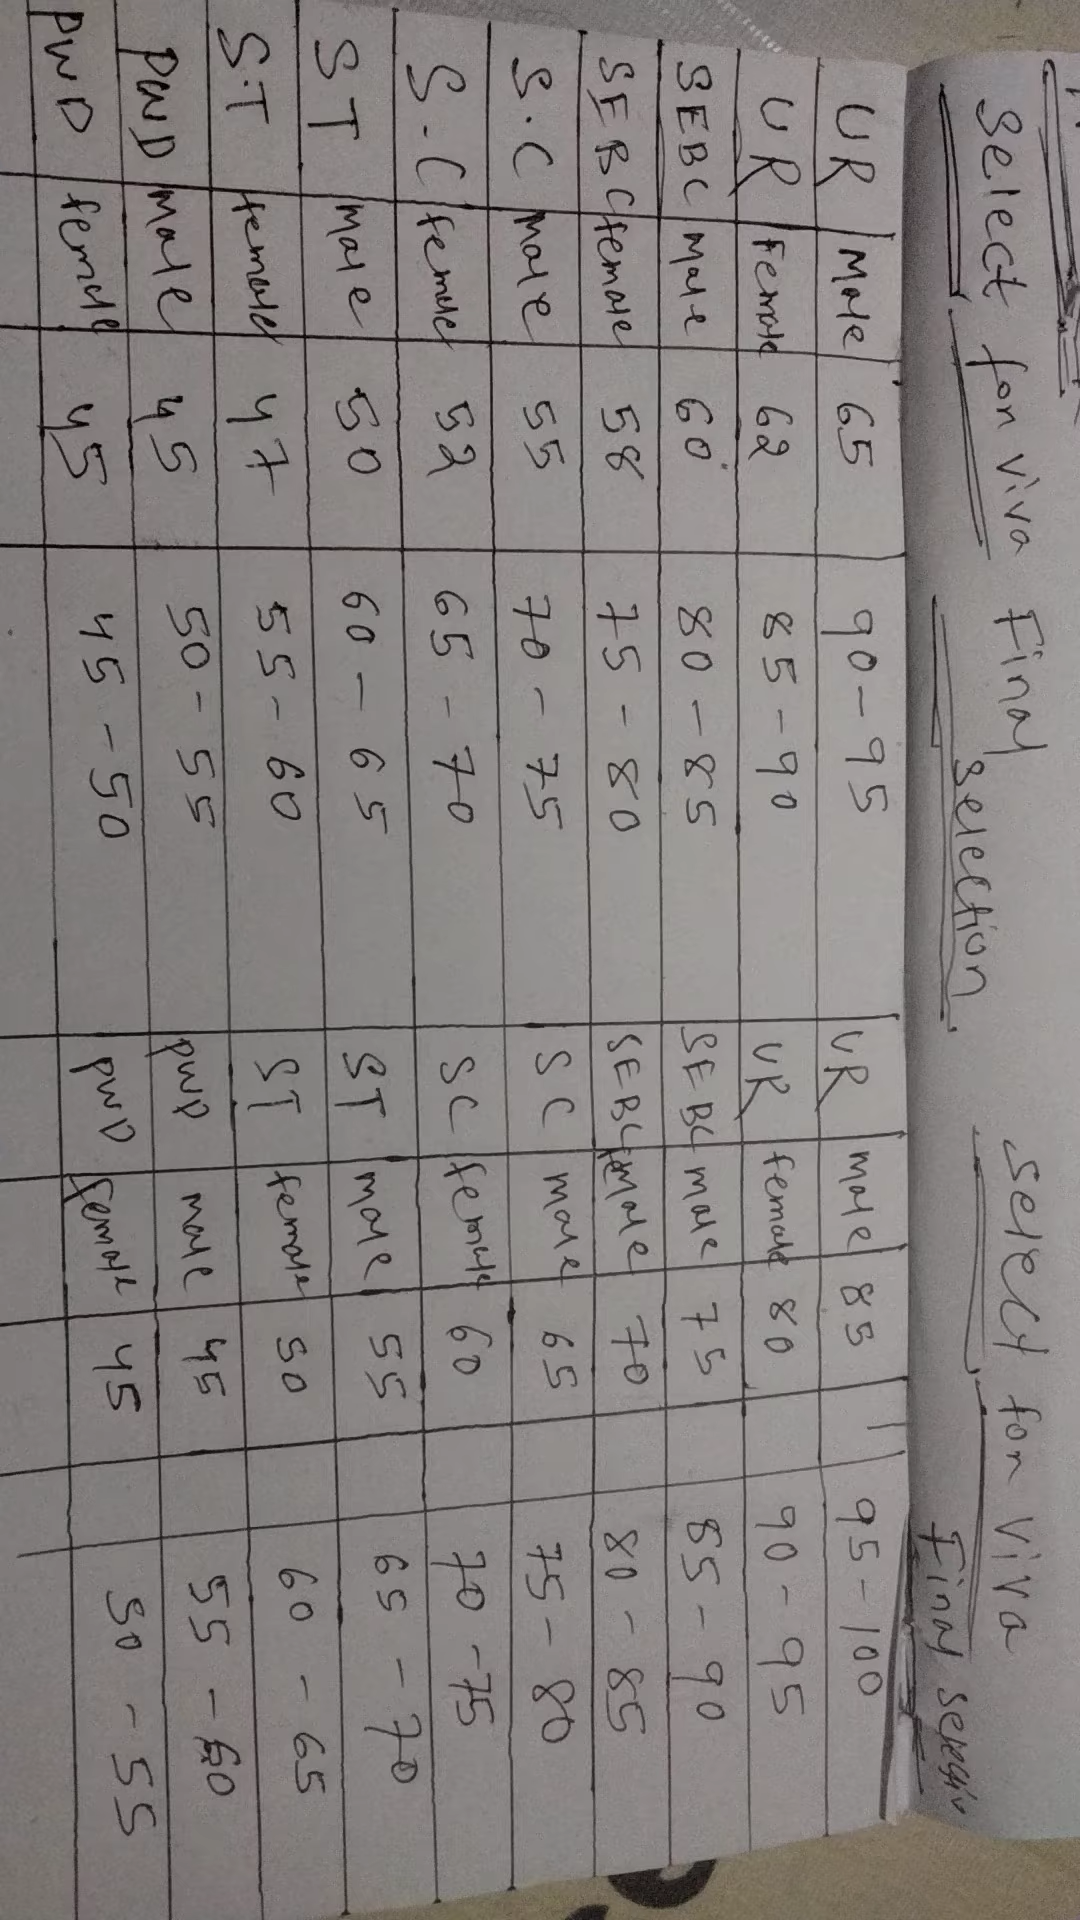 Select for viva Final selection Select for viva Final
UR Male 65 90-95 UR male 85 95-100
UR Female 62 85-90 UR female 80 90-95
SEBC Male 60 80-85 SEBC male 75 85-90
SEBC female 58 75-80 SEBC male 70 80-85
S.C male 55 70-75 SC male 65 75-80
S.C female 52 65-70 SC female 60 70-75
ST male 50 60-65 ST male 55 65-70
S.T female 47 55-60 ST female 50 60-65
PWD male 45 50-55 PWD male 45 55-60
PWD female 45 45-50 PWD female 45 50-55